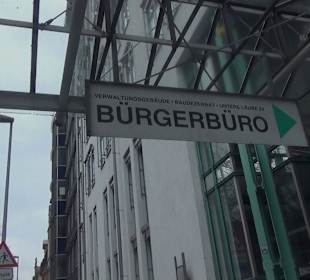 VERWALTUNGSGEBÄUDE • BAUDEZERNAT • UNTERE LAUBE 24
BÜRGERBÜRO